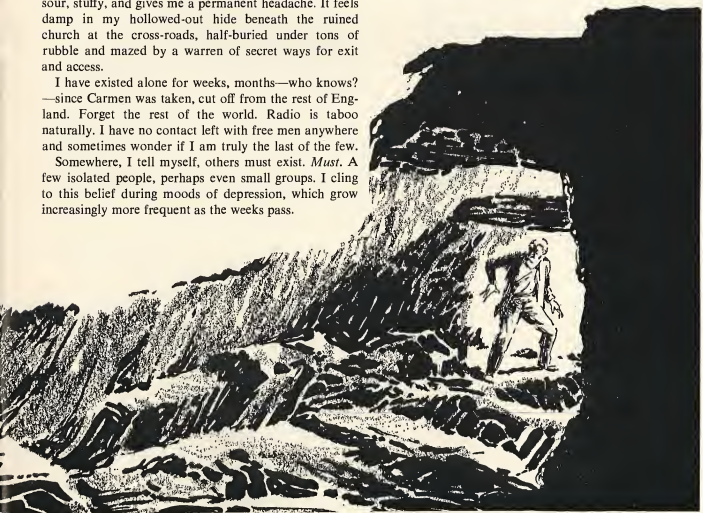 sour, stuffy, and gives me a permanent headache. It feels
damp in my hollowed-out hide beneath the ruined
church at the cross-roads, half-buried under tons of
rubble and mazed by a warren of secret ways for exit
and access.
I have existed alone for weeks, months—who knows?
—since Carmen was taken, cut off from the rest of Eng-
land. Forget the rest of the world. Radio is taboo
naturally. I have no contact left with free men anywhere
and sometimes wonder if I am truly the last of the few.
Somewhere, I tell myself, others must exist. Must. A
few isolated people, perhaps even small groups. I cling
to this belief during moods of depression, which grow
increasingly more frequent as the weeks pass.